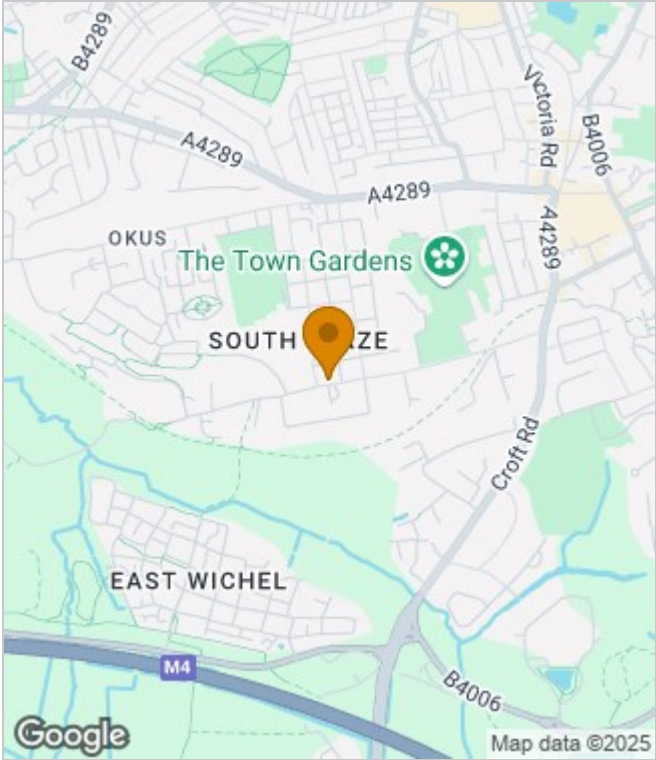 B4289
Victoria Rd
B4006
A4289
A4289
A4289
OKUS
The Town Gardens
SOUTH ZE
Croft Rd
EAST WICHEL
M4
B4006
Google
Map data ©2025